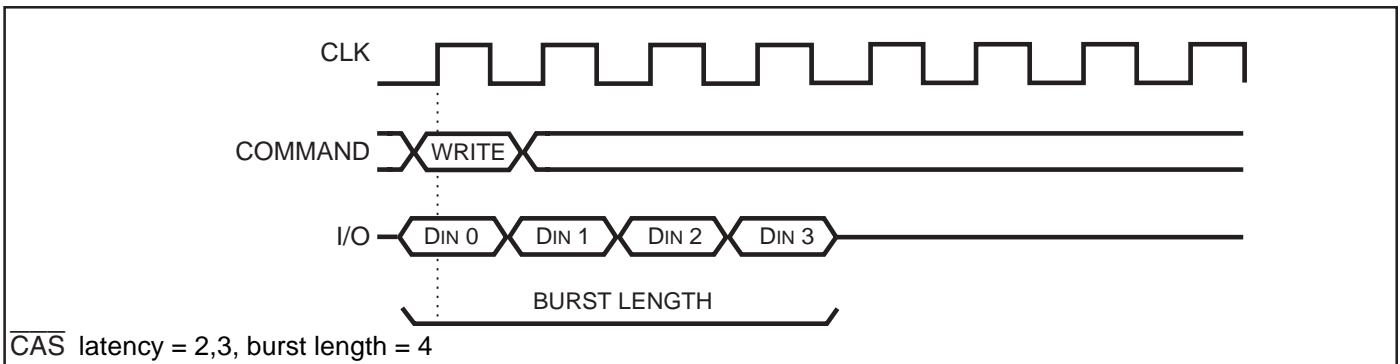 CLK
COMMAND WRITE
I/O DIN 0 DIN 1 DIN 2 DIN 3
BURST LENGTH
C̅A̅S̅ latency = 2,3, burst length = 4